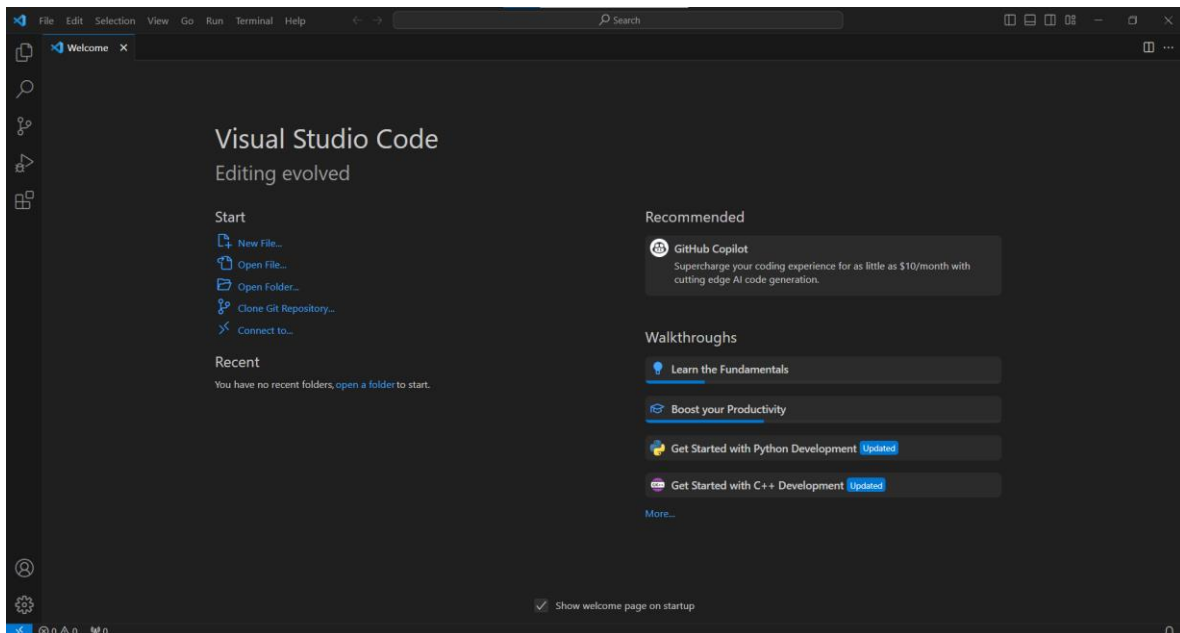 File Edit Selection View Go Run Terminal Help
Search
Welcome
Visual Studio Code
Editing evolved
Start
New File...
Open File...
Open Folder...
Clone Git Repository...
Connect to...
Recent
You have no recent folders, open a folder to start.
Recommended
GitHub Copilot
Supercharge your coding experience for as little as $10/month with
cutting edge AI code generation.
Walkthroughs
Learn the Fundamentals
Boost your Productivity
Get Started with Python Development Updated
Get Started with C++ Development Updated
More...
Show welcome page on startup
0 0 0